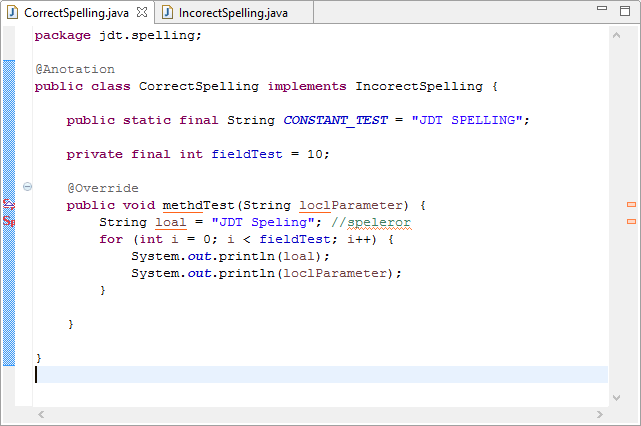 CorrectSpelling.java IncorectSpelling.java
package jdt.spelling;
@Anotation
public class CorrectSpelling implements IncorectSpelling {
public static final String CONSTANT_TEST = "JDT SPELLING";
private final int fieldTest = 10;
@Override
public void methdTest(String loclParameter) {
String loal = "JDT Speling"; //speleror
for (int i = 0; i < fieldTest; i++) {
System.out.println(loal);
System.out.println(loclParameter);
}
}
}